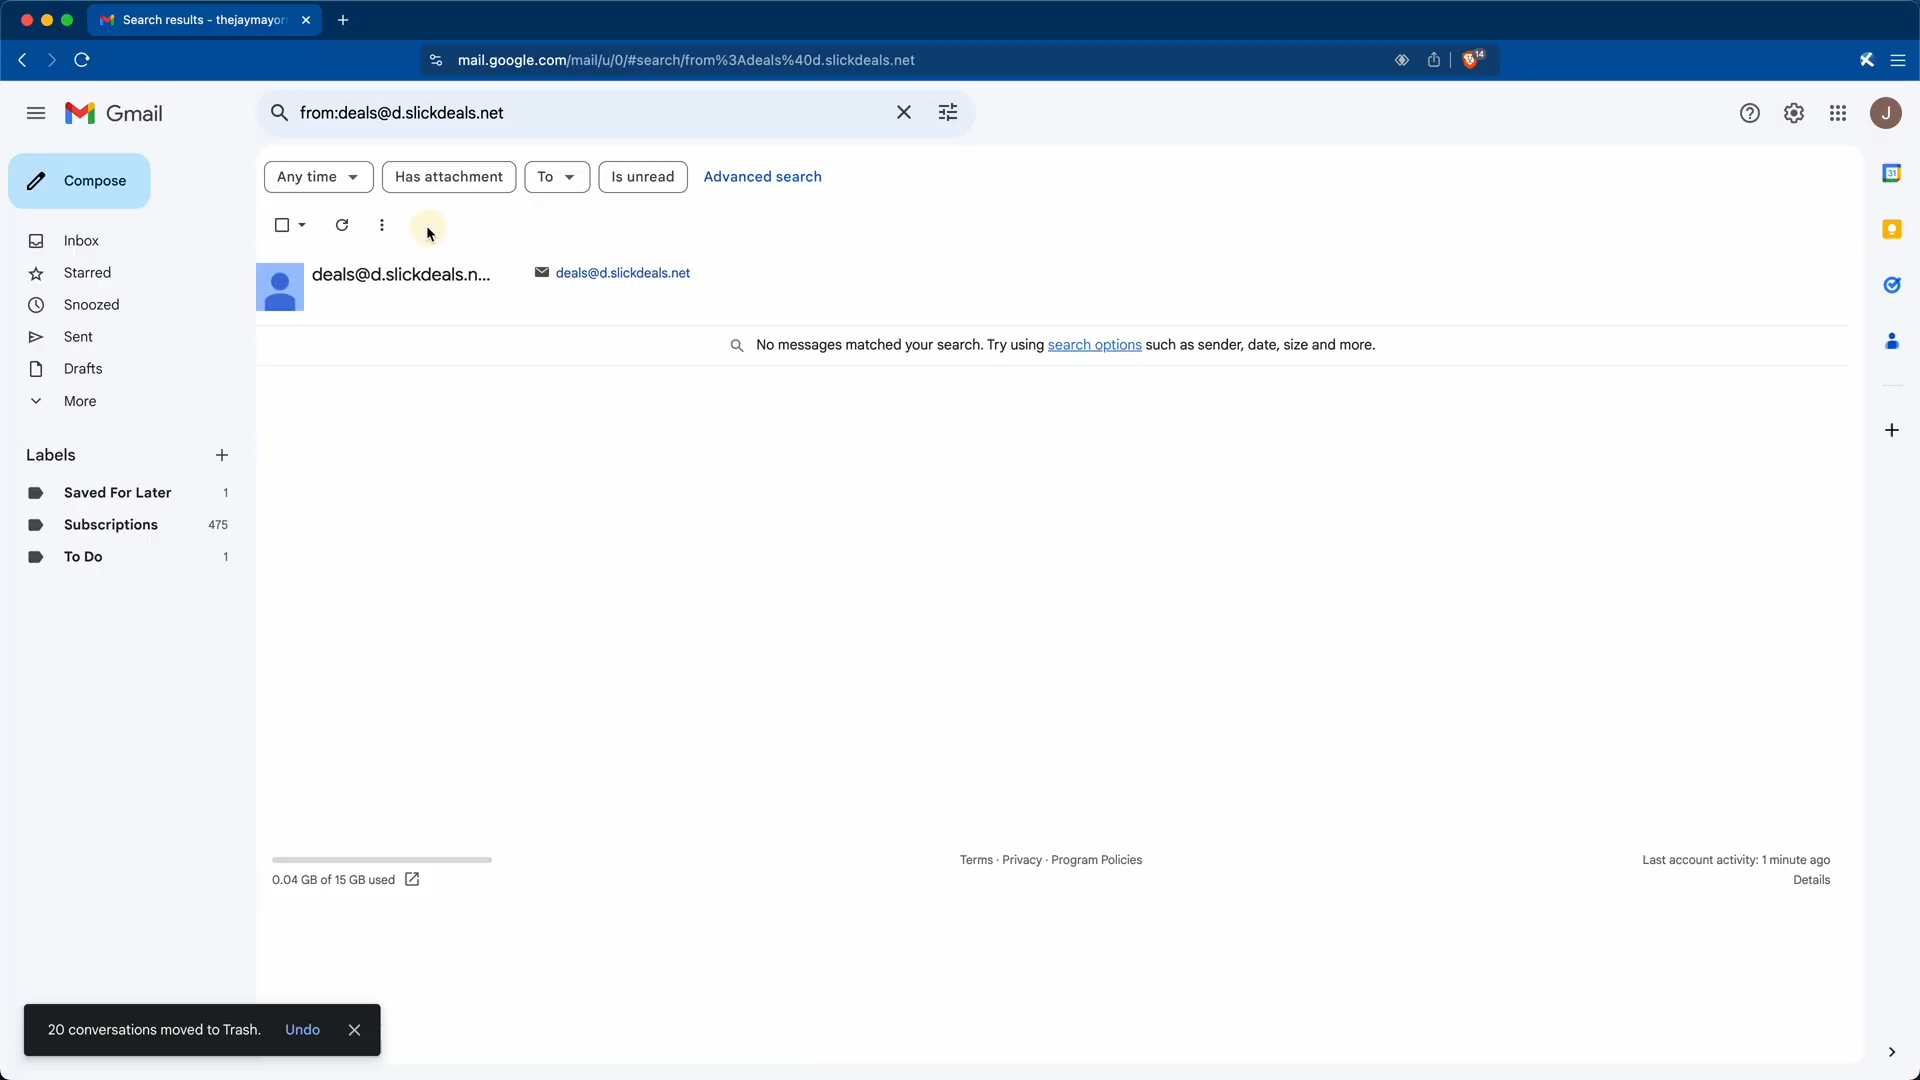 Search results - thejaymayor
mail.google.com/mail/u/0/#search/from%3Adeals%40d.slickdeals.net
14
Gmail
from:deals@d.slickdeals.net
J
Compose
Any time
Has attachment
To
Is unread
Advanced search
31
Inbox
Starred
Snoozed
Sent
Drafts
More
deals@d.slickdeals.n...
deals@d.slickdeals.net
No messages matched your search. Try using search options such as sender, date, size and more.
Labels
Saved For Later 1
Subscriptions 475
To Do 1
0.04 GB of 15 GB used
Terms · Privacy · Program Policies
Last account activity: 1 minute ago
Details
20 conversations moved to Trash. Undo